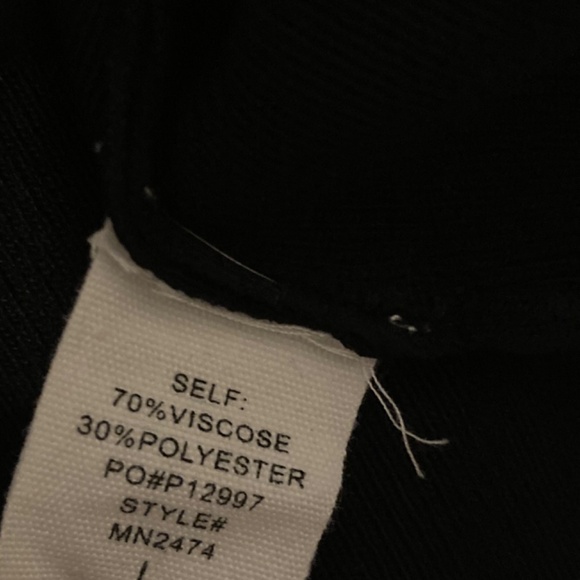 SELF:
70%VISCOSE
30%POLYESTER
PO#P12997
STYLE#
MN2474